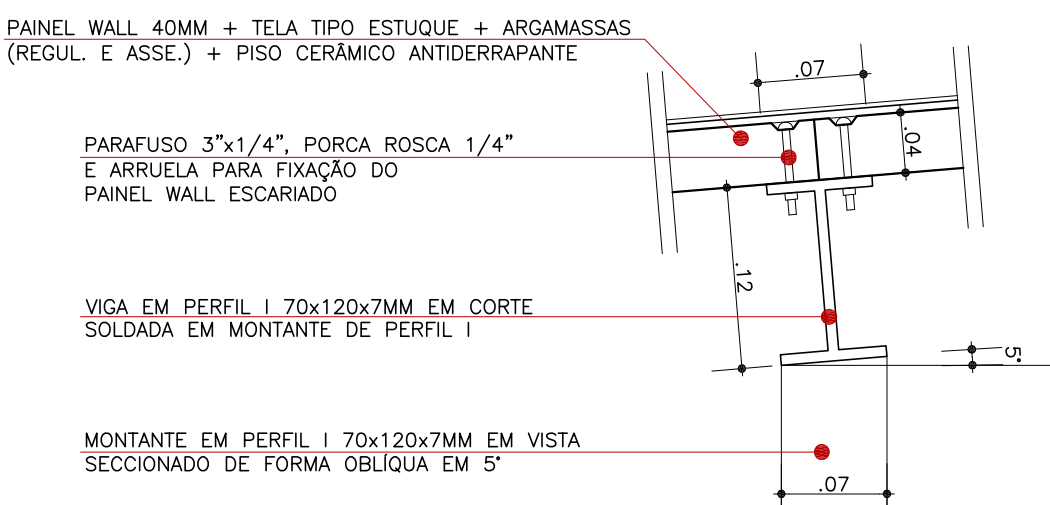 PAINEL WALL 40MM + TELA TIPO ESTUQUE + ARGAMASSAS
(REGUL. E ASSE.) + PISO CERÂMICO ANTIDERRAPANTE
.07
.04
PARAFUSO 3"x1/4", PORCA ROSCA 1/4"
E ARRUELA PARA FIXAÇÃO DO
PAINEL WALL ESCARIADO
.12
VIGA EM PERFIL I 70x120x7MM EM CORTE
SOLDADA EM MONTANTE DE PERFIL I
5°
MONTANTE EM PERFIL I 70x120x7MM EM VISTA
SECCIONADO DE FORMA OBLÍQUA EM 5°
.07